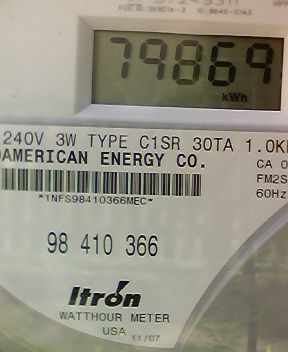 79869
kWh
240V 3W TYPE C1SR 30TA 1.0K
AMERICAN ENERGY CO.
CA 0
FM2S
60Hz
*1NFS98410366MEC*
98 410 366
Itrón
WATTHOUR METER
USA 11/07